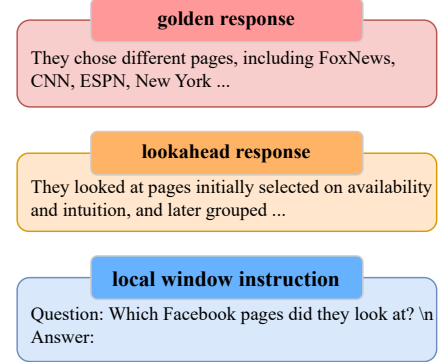 golden response
They chose different pages, including FoxNews,
CNN, ESPN, New York ...
lookahead response
They looked at pages initially selected on availability
and intuition, and later grouped ...
local window instruction
Question: Which Facebook pages did they look at? \n
Answer: